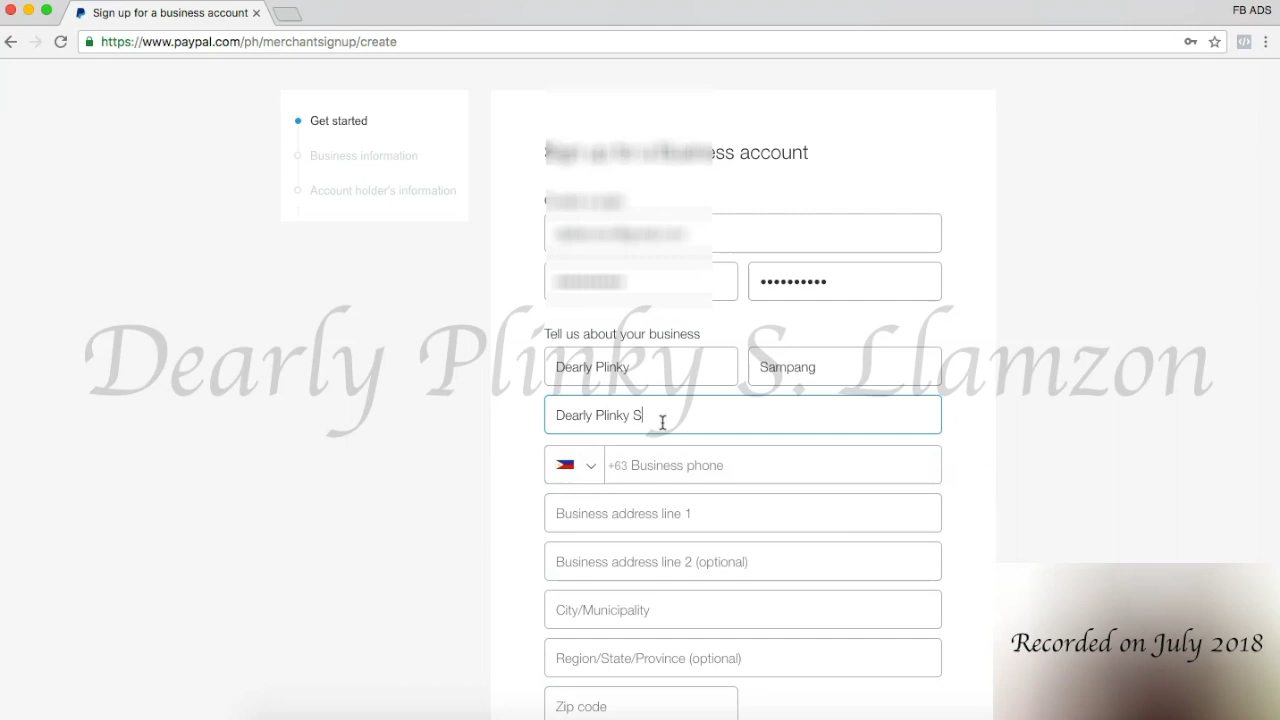 Sign up for a business account
FB ADS
https://www.paypal.com/ph/merchantsignup/create
Get started
Business information
Account holder's information
account
••••••••••
Tell us about your business
Dearly Plinky
Sampang
Dearly Plinky S. Llamzon
Dearly Plinky S
+63 Business phone
Business address line 1
Business address line 2 (optional)
City/Municipality
Region/State/Province (optional)
Recorded on July 2018
Zip code